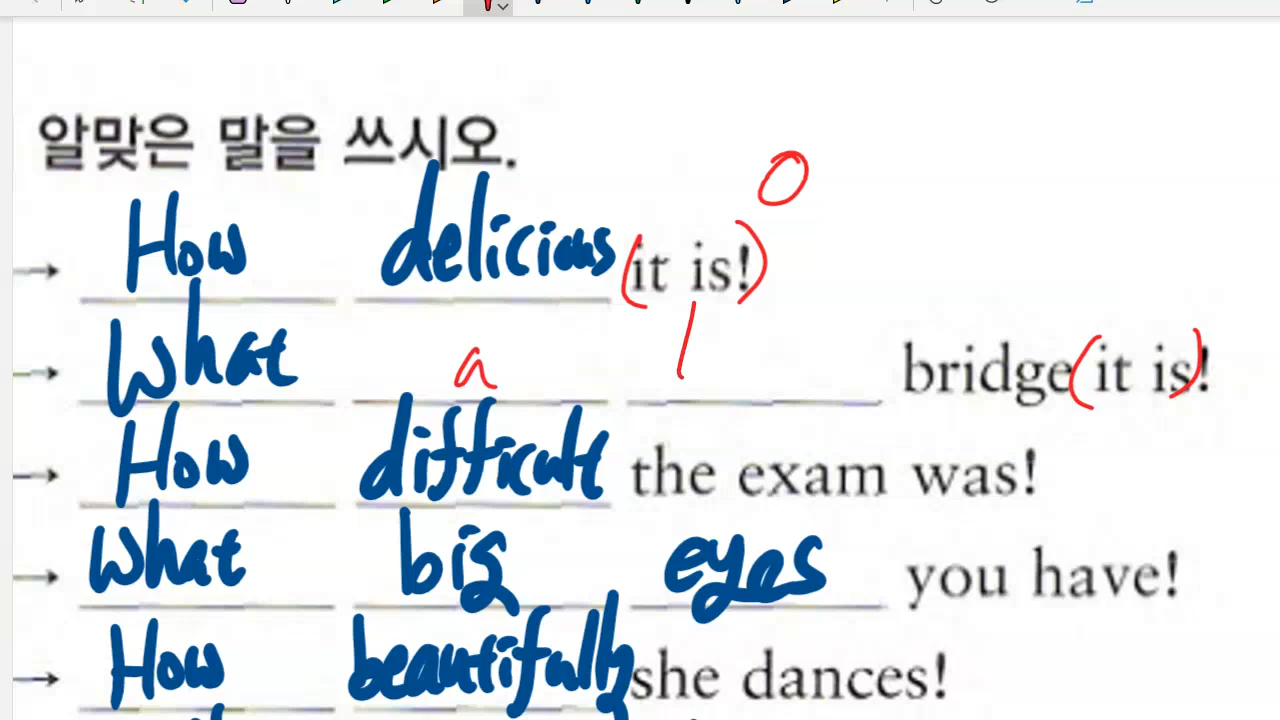 알맞은 말을 쓰시오.
→ How delicious (it is!) O
→ What a l bridge (it is)!
→ How difficult the exam was!
→ What big eyes you have!
→ How beautifully she dances!